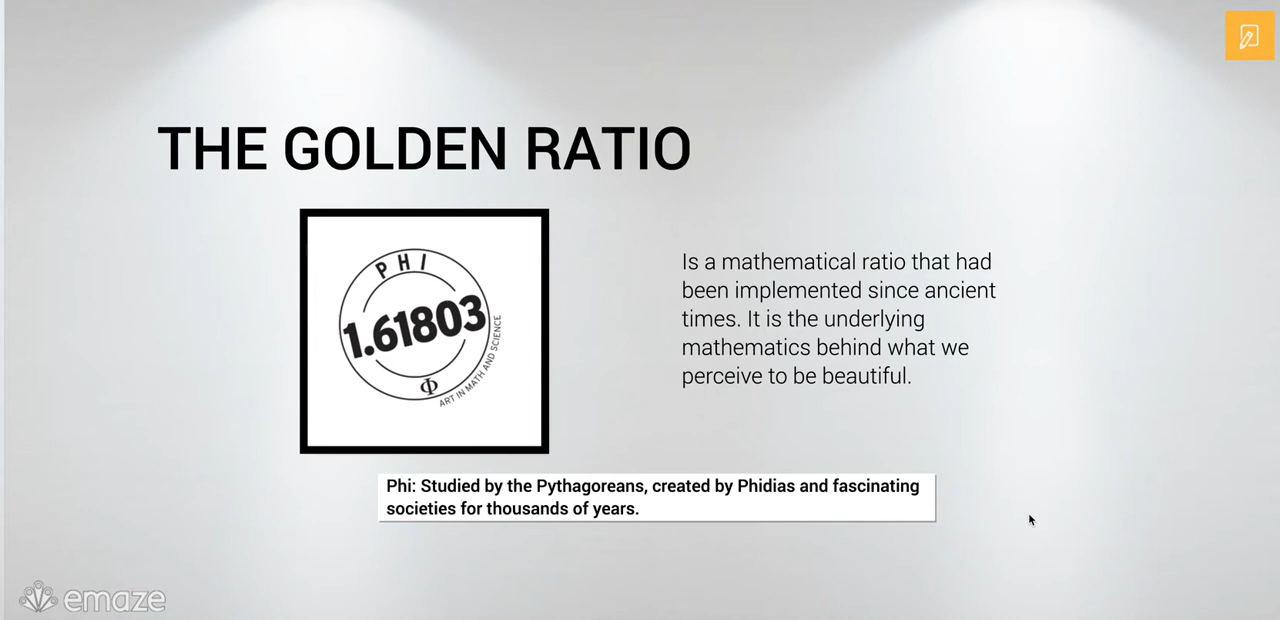 THE GOLDEN RATIO
PHI
1.61803
Φ
ART IN MATH AND SCIENCE
Is a mathematical ratio that had
been implemented since ancient
times. It is the underlying
mathematics behind what we
perceive to be beautiful.
Phi: Studied by the Pythagoreans, created by Phidias and fascinating
societies for thousands of years.
emaze